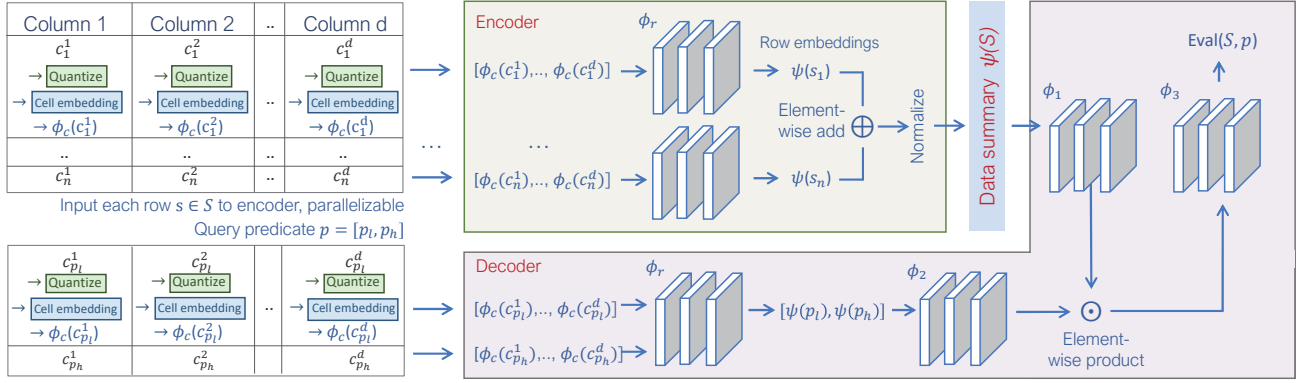 Column 1 Column 2 .. Column d
c_1^1 c_1^2 c_1^d
→ Quantize → Quantize → Quantize
→ Cell embedding → Cell embedding .. → Cell embedding
→ ϕ_c(c_1^1) → ϕ_c(c_1^2) → ϕ_c(c_1^d)
.. .. .. ..
c_n^1 c_n^2 .. c_n^d
Input each row s ∈ S to encoder, parallelizable
Query predicate p = [p_l, p_h]
c_{p_l}^1 c_{p_l}^2 c_{p_l}^d
→ Quantize → Quantize → Quantize
→ Cell embedding → Cell embedding .. → Cell embedding
→ ϕ_c(c_{p_l}^1) → ϕ_c(c_{p_l}^2) → ϕ_c(c_{p_l}^d)
c_{p_h}^1 c_{p_h}^2 c_{p_h}^d
Encoder
ϕ_r
Row embeddings
[ϕ_c(c_1^1),.., ϕ_c(c_1^d)]
ψ(s_1)
Element-
wise add
⊕
Normalize
... ...
[ϕ_c(c_n^1),.., ϕ_c(c_n^d)]
ψ(s_n)
Data summary ψ(S)
Eval(S, p)
ϕ_1
ϕ_3
Decoder
ϕ_r
ϕ_2
[ϕ_c(c_{p_l}^1),.., ϕ_c(c_{p_l}^d)]
[ψ(p_l), ψ(p_h)]
⊙
[ϕ_c(c_{p_h}^1),.., ϕ_c(c_{p_h}^d)]
Element-
wise product